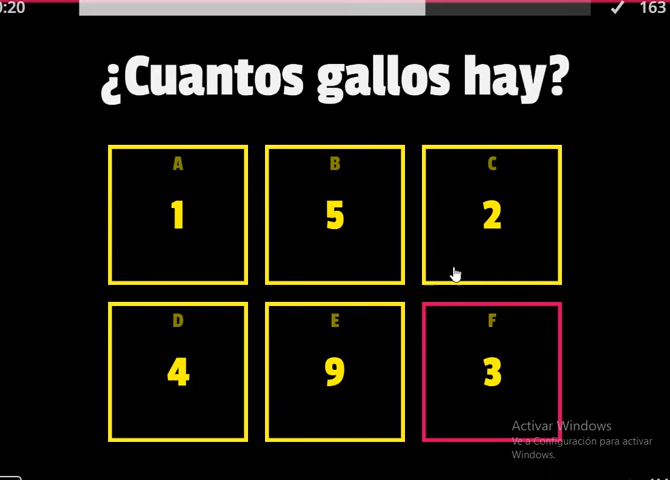 0:20
163
¿Cuantos gallos hay?
A
B
C
1
5
2
D
E
F
4
9
3
Activar Windows
Ve a Configuración para activar
Windows.